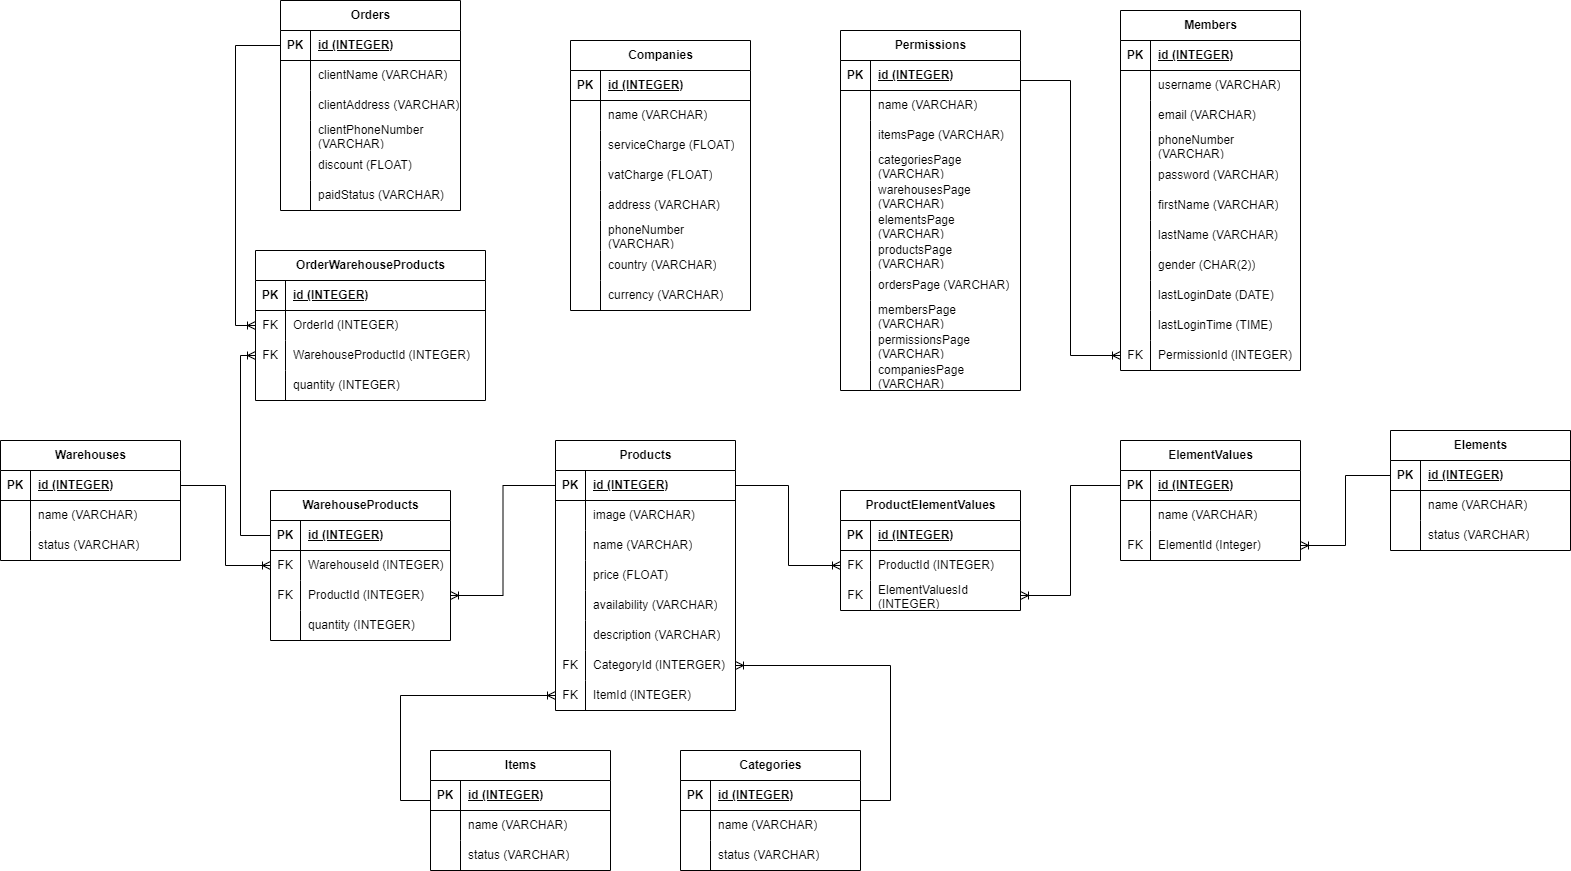 Orders
PK id (INTEGER)
clientName (VARCHAR)
clientAddress (VARCHAR)
clientPhoneNumber
(VARCHAR)
discount (FLOAT)
paidStatus (VARCHAR)
Companies
PK id (INTEGER)
name (VARCHAR)
serviceCharge (FLOAT)
vatCharge (FLOAT)
address (VARCHAR)
phoneNumber
(VARCHAR)
country (VARCHAR)
currency (VARCHAR)
Permissions
PK id (INTEGER)
name (VARCHAR)
itemsPage (VARCHAR)
categoriesPage
(VARCHAR)
warehousesPage
(VARCHAR)
elementsPage
(VARCHAR)
productsPage
(VARCHAR)
ordersPage (VARCHAR)
membersPage
(VARCHAR)
permissionsPage
(VARCHAR)
companiesPage
(VARCHAR)
Members
PK id (INTEGER)
username (VARCHAR)
email (VARCHAR)
phoneNumber
(VARCHAR)
password (VARCHAR)
firstName (VARCHAR)
lastName (VARCHAR)
gender (CHAR(2))
lastLoginDate (DATE)
lastLoginTime (TIME)
FK PermissionId (INTEGER)
OrderWarehouseProducts
PK id (INTEGER)
FK OrderId (INTEGER)
FK WarehouseProductId (INTEGER)
quantity (INTEGER)
Warehouses
PK id (INTEGER)
name (VARCHAR)
status (VARCHAR)
WarehouseProducts
PK id (INTEGER)
FK WarehouseId (INTEGER)
FK ProductId (INTEGER)
quantity (INTEGER)
Products
PK id (INTEGER)
image (VARCHAR)
name (VARCHAR)
price (FLOAT)
availability (VARCHAR)
description (VARCHAR)
FK CategoryId (INTERGER)
FK ItemId (INTEGER)
ProductElementValues
PK id (INTEGER)
FK ProductId (INTEGER)
FK ElementValuesId
(INTEGER)
ElementValues
PK id (INTEGER)
name (VARCHAR)
FK ElementId (Integer)
Elements
PK id (INTEGER)
name (VARCHAR)
status (VARCHAR)
Items
PK id (INTEGER)
name (VARCHAR)
status (VARCHAR)
Categories
PK id (INTEGER)
name (VARCHAR)
status (VARCHAR)